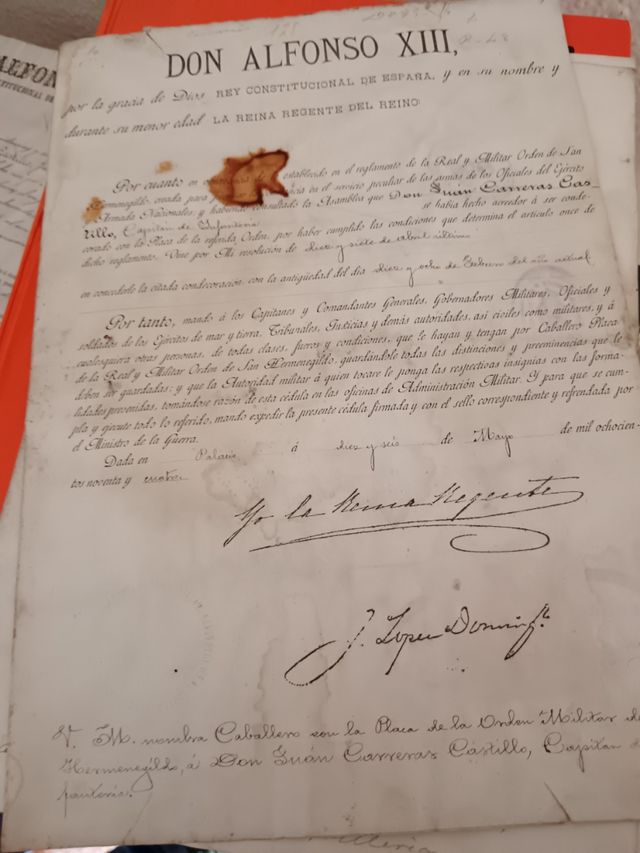 DON ALFONSO XIII,
por la gracia de Dios REY CONSTITUCIONAL DE ESPAÑA, y en su nombre y
durante su menor edad LA REINA REGENTE DEL REINO
Por cuanto en establecido en el reglamento de la Real y Militar Orden de San
Hermenegildo, creada para en el servicio peculiar de las armas de los Oficiales del Ejército
y Armada Nacionales, y habiendo consultado la Asamblea que Don Juán Carreras Cas-
tillo, Capitán de Infantería se había hecho acreedor á ser conde-
corado con la Placa de la referida Orden, por haber cumplido las condiciones que determina el artículo once de
dicho reglamento. Vine por Mi resolución de diez y siete de Abril último
en concederle la citada condecoración con la antigüedad del día diez y ocho de Febrero del año actual
Por tanto, mando á los Capitanes y Comandantes Generales, Gobernadores Militares, Oficiales y
soldados de los Ejércitos de mar y tierra, Tribunales, Justicias y demás autoridades, así civiles como militares, y á
cualesquiera otras personas, de todas clases, fueros y condiciones, que le hayan y tengan por Caballero Placa
de la Real y Militar Orden de San Hermenegildo, guardándole todas las distinciones y preeminencias que le
deben ser guardadas; y que la Autoridad militar á quien tocare le ponga las respectivas insignias con las forma-
lidades prevenidas, tomándose razón de esta cédula en las oficinas de Administración Militar. Y para que se cum-
pla y ejecute todo lo referido, mando expedir la presente cédula firmada y con el sello correspondiente y refrendada por
el Ministro de la Guerra.
Dada en Palacio á diez y seis de Mayo de mil ochocien-
tos noventa y cuatro
Yo la Reina Regente
J. López Doming.
V. M. nombra Caballero con la Placa de la Orden Militar de
Hermenegildo, á Don Juán Carreras Castillo, Capitán
fantería.